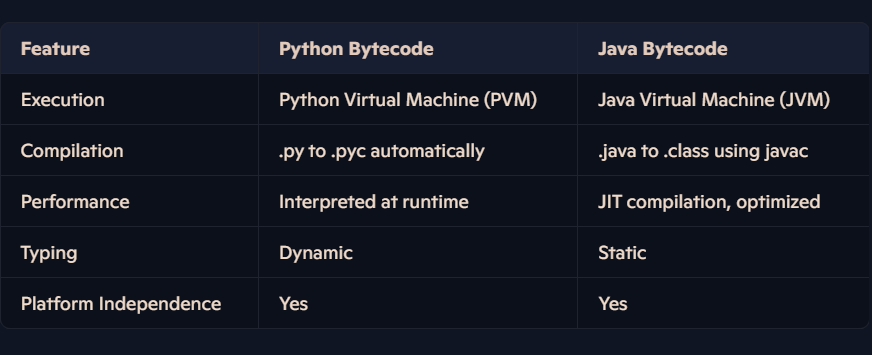 Feature Python Bytecode Java Bytecode
Execution Python Virtual Machine (PVM) Java Virtual Machine (JVM)
Compilation .py to .pyc automatically .java to .class using javac
Performance Interpreted at runtime JIT compilation, optimized
Typing Dynamic Static
Platform Independence Yes Yes